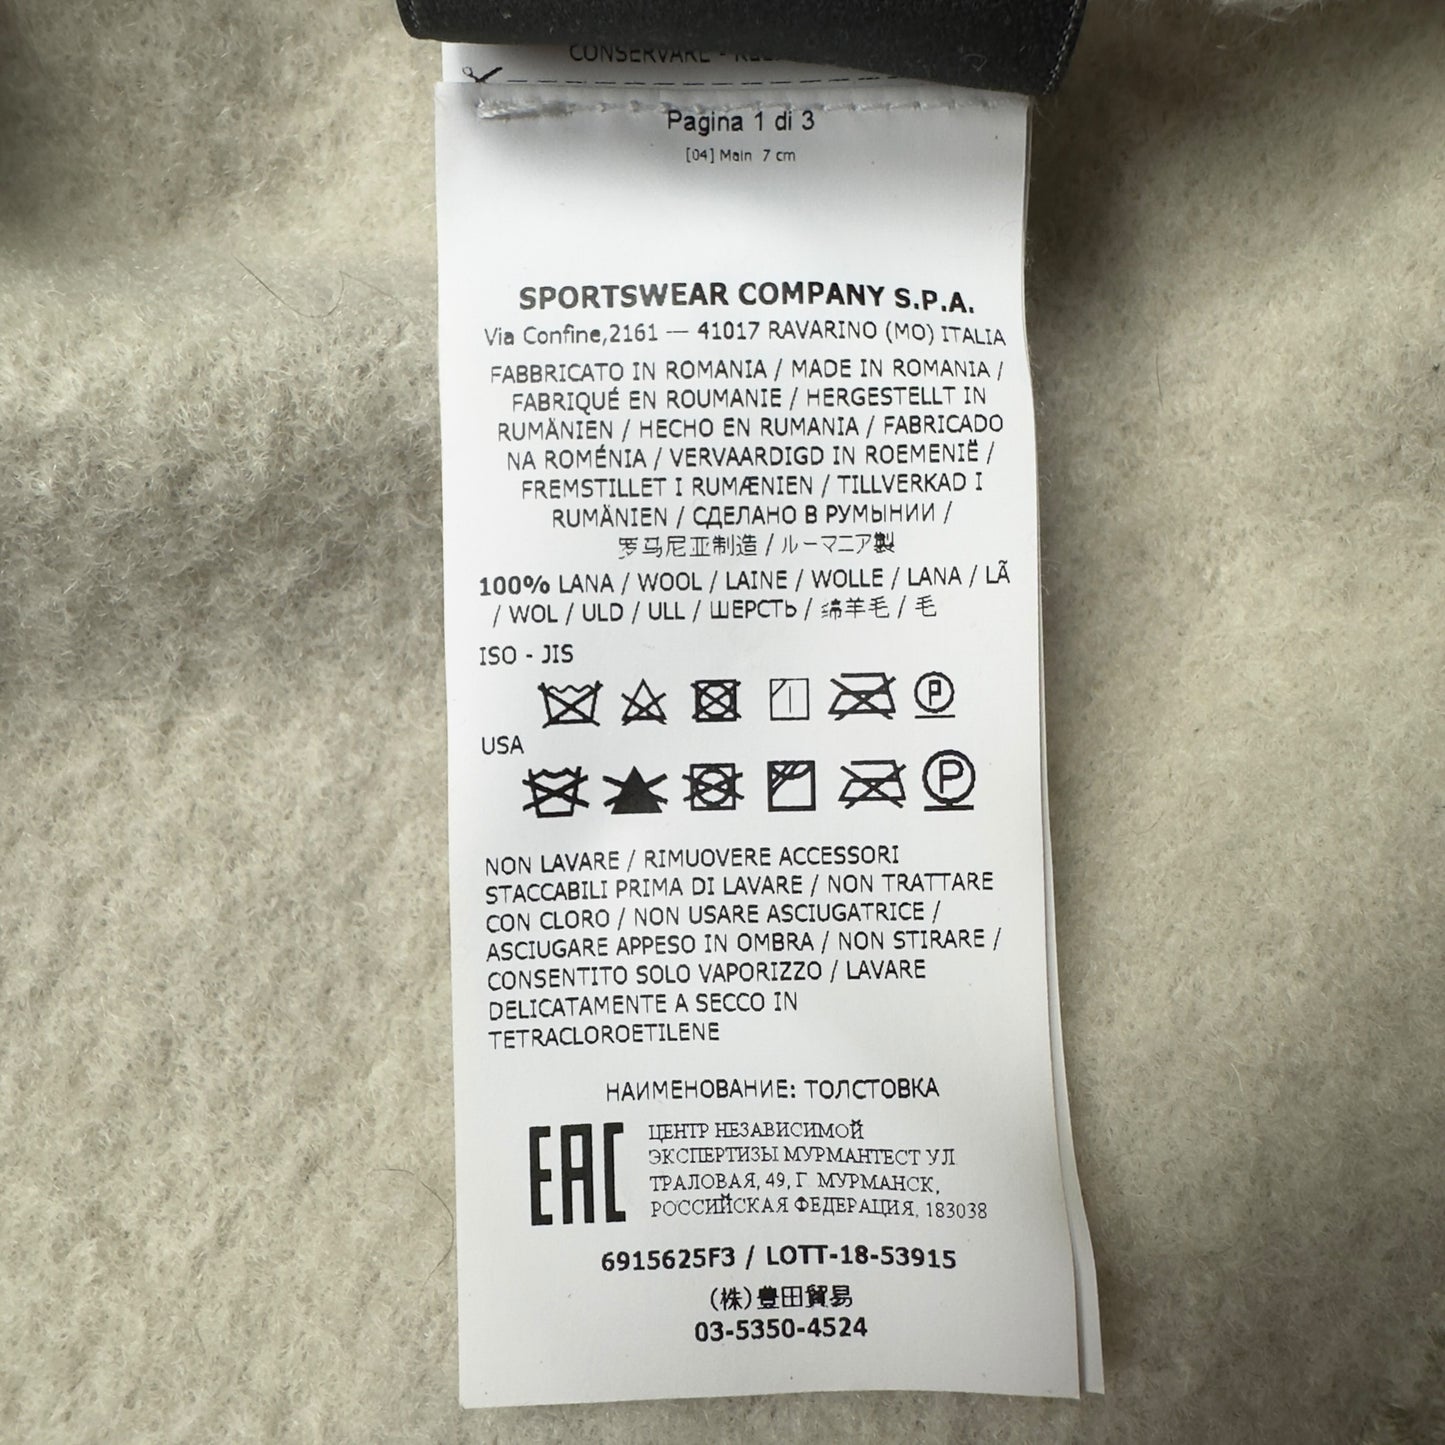 CONSERVARE -
Pagina 1 di 3
[04] Main 7 cm
SPORTSWEAR COMPANY S.P.A.
Via Confine,2161 — 41017 RAVARINO (MO) ITALIA
FABBRICATO IN ROMANIA / MADE IN ROMANIA /
FABRIQUÉ EN ROUMANIE / HERGESTELLT IN
RUMÄNIEN / HECHO EN RUMANIA / FABRICADO
NA ROMÉNIA / VERVAARDIGD IN ROEMENIË /
FREMSTILLET I RUMÆNIEN / TILLVERKAD I
RUMÄNIEN / СДЕЛАНО В РУМЫНИИ /
罗马尼亚制造 / ルーマニア製
100% LANA / WOOL / LAINE / WOLLE / LANA / LÃ
/ WOL / ULD / ULL / ШЕРСТЬ / 绵羊毛 / 毛
ISO - JIS
P
USA
P
NON LAVARE / RIMUOVERE ACCESSORI
STACCABILI PRIMA DI LAVARE / NON TRATTARE
CON CLORO / NON USARE ASCIUGATRICE /
ASCIUGARE APPESO IN OMBRA / NON STIRARE /
CONSENTITO SOLO VAPORIZZO / LAVARE
DELICATAMENTE A SECCO IN
TETRACLOROETILENE
НАИМЕНОВАНИЕ: ТОЛСТОВКА
EAC
ЦЕНТР НЕЗАВИСИМОЙ
ЭКСПЕРТИЗЫ МУРМАНТЕСТ УЛ
ТРАЛОВАЯ, 49, Г МУРМАНСК,
РОССИЙСКАЯ ФЕДЕРАЦИЯ, 183038
6915625F3 / LOTT-18-53915
(株)豊田貿易
03-5350-4524